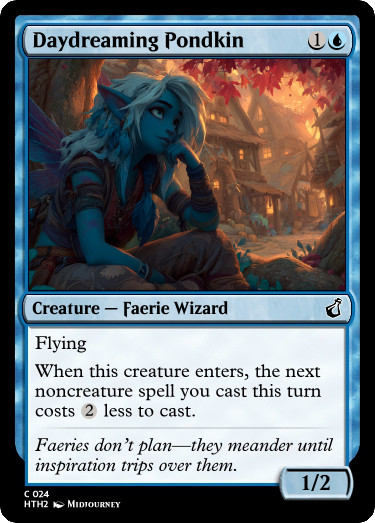 Daydreaming Pondkin 1
Creature — Faerie Wizard
Flying
When this creature enters, the next
noncreature spell you cast this turn
costs 2 less to cast.
Faeries don't plan—they meander until
inspiration trips over them.
1/2
C 024
HTH2 Midjourney